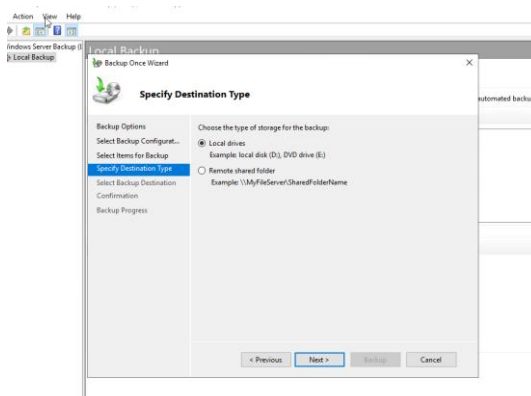 Action View Help
Windows Server Backup (L
Local Backup
Local Backup
Backup Once Wizard
Specify Destination Type
automated backu
Backup Options
Select Backup Configurat...
Select Items for Backup
Specify Destination Type
Select Backup Destination
Confirmation
Backup Progress
Choose the type of storage for the backup:
Local drives
Example: local disk (D:), DVD drive (E:)
Remote shared folder
Example: \\MyFileServer\SharedFolderName
< Previous
Next >
Backup
Cancel